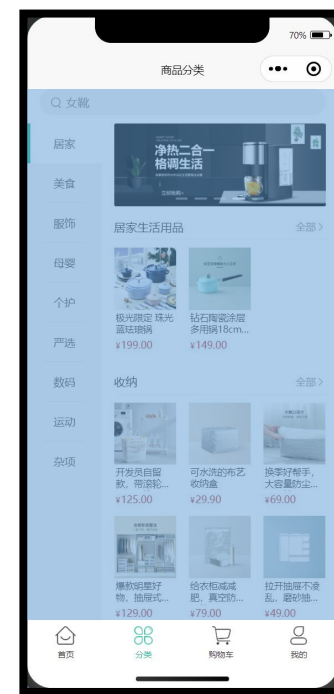 70%
商品分类
女靴
居家
美食
服饰
母婴
个护
严选
数码
运动
杂项
净热二合一
格调生活
立即抢购
居家生活用品
全部
极光限定 珠光
蓝珐琅锅
¥199.00
钻石陶瓷涂层
多用锅18cm...
¥149.00
收纳
全部
开发员自留
款，带滚轮...
¥125.00
可水洗的布艺
收纳盒
¥29.90
换季好帮手，
大容量防尘...
¥69.00
爆款明星好
物，抽屉式...
¥129.00
给衣柜减减
肥，真空防...
¥79.00
拉开抽屉不凌
乱，磨砂抽...
¥49.00
首页
分类
购物车
我的